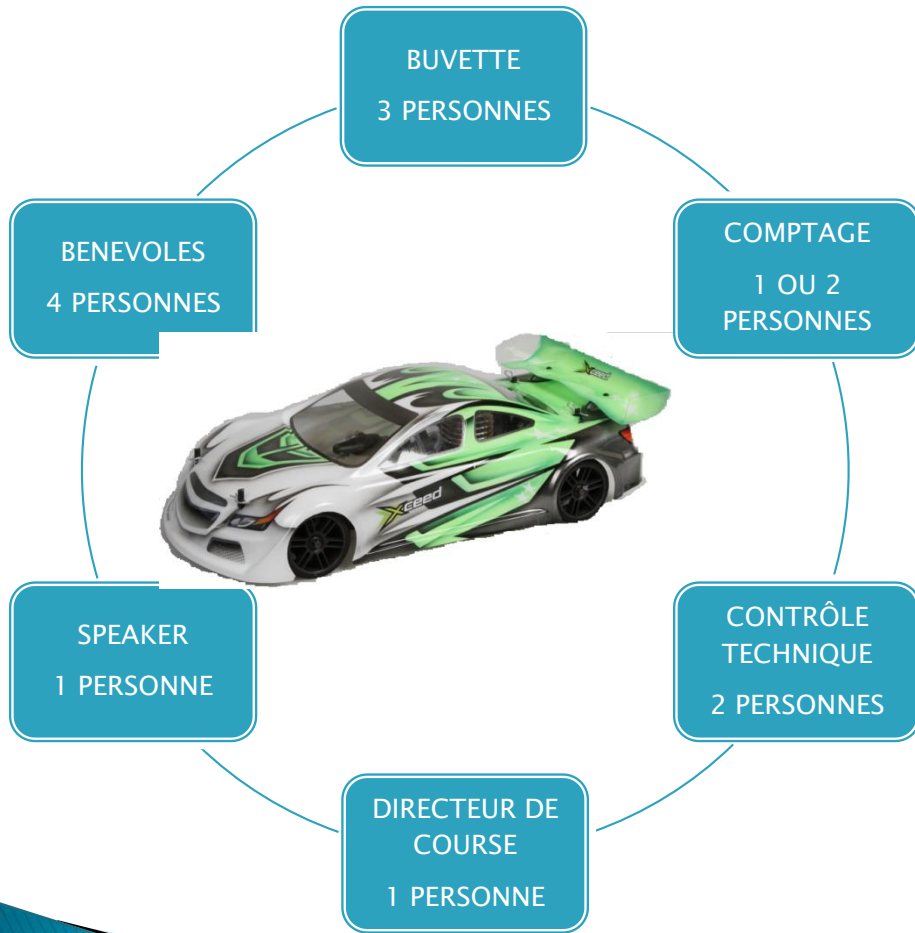 BUVETTE
3 PERSONNES
COMPTAGE
1 OU 2
PERSONNES
CONTRÔLE
TECHNIQUE
2 PERSONNES
DIRECTEUR DE
COURSE
1 PERSONNE
SPEAKER
1 PERSONNE
BENEVOLES
4 PERSONNES
Xceed
Xceed